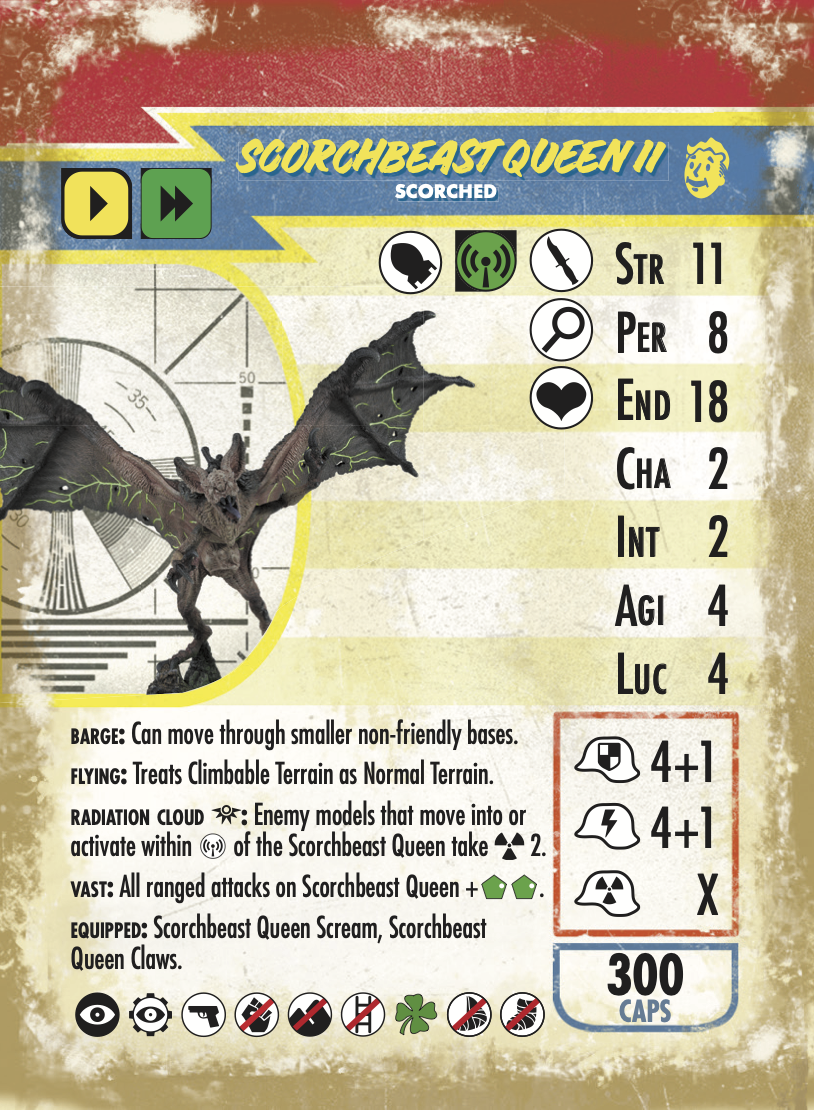 SCORCHBEAST QUEEN II
SCORCHED
STR 11
PER 8
END 18
CHA 2
INT 2
AGI 4
LUC 4
35
50
BARGE: Can move through smaller non-friendly bases.
FLYING: Treats Climbable Terrain as Normal Terrain.
RADIATION CLOUD : Enemy models that move into or
activate within of the Scorchbeast Queen take 2.
VAST: All ranged attacks on Scorchbeast Queen + .
EQUIPPED: Scorchbeast Queen Scream, Scorchbeast
Queen Claws.
4+1
4+1
X
300
CAPS